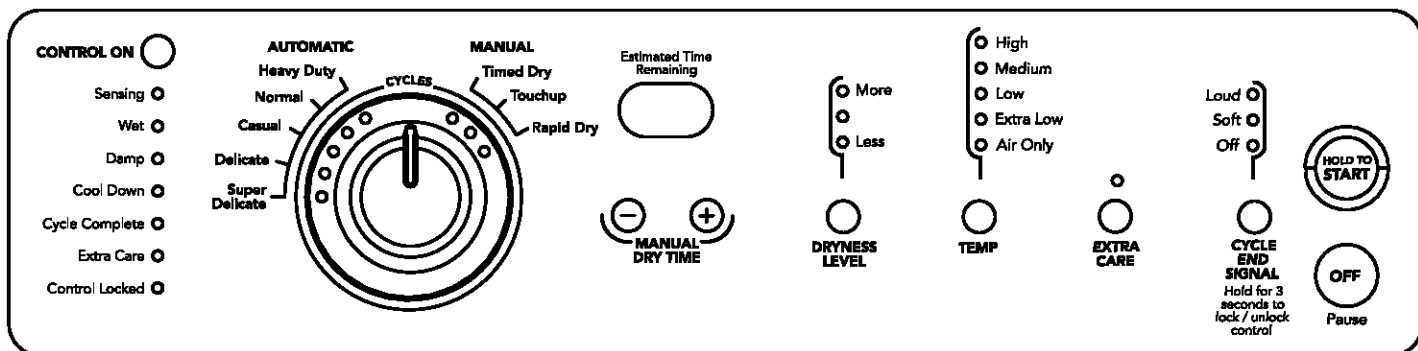 CONTROL ON
Sensing
Wet
Damp
Cool Down
Cycle Complete
Extra Care
Control Locked
AUTOMATIC
Heavy Duty
Normal
Casual
Delicate
Super
Delicate
CYCLES
MANUAL
Timed Dry
Touchup
Rapid Dry
Estimated Time
Remaining
− +
MANUAL
DRY TIME
More
Less
DRYNESS
LEVEL
High
Medium
Low
Extra Low
Air Only
TEMP
EXTRA
CARE
Loud
Soft
Off
CYCLE
END
SIGNAL
Hold for 3
seconds to
lock / unlock
control
HOLD TO
START
OFF
Pause